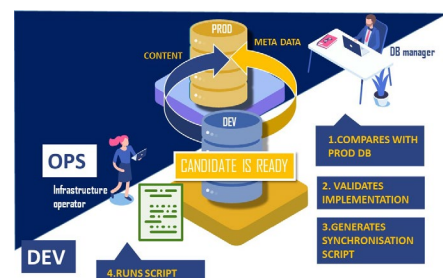 PROD
CONTENT
META DATA
DB manager
DEV
CANDIDATE IS READY
OPS
Infrastructure
operator
1.COMPARES WITH
PROD DB
2. VALIDATES
IMPLEMENTATION
3.GENERATES
SYNCHRONISATION
SCRIPT
DEV
4.RUNS SCRIPT